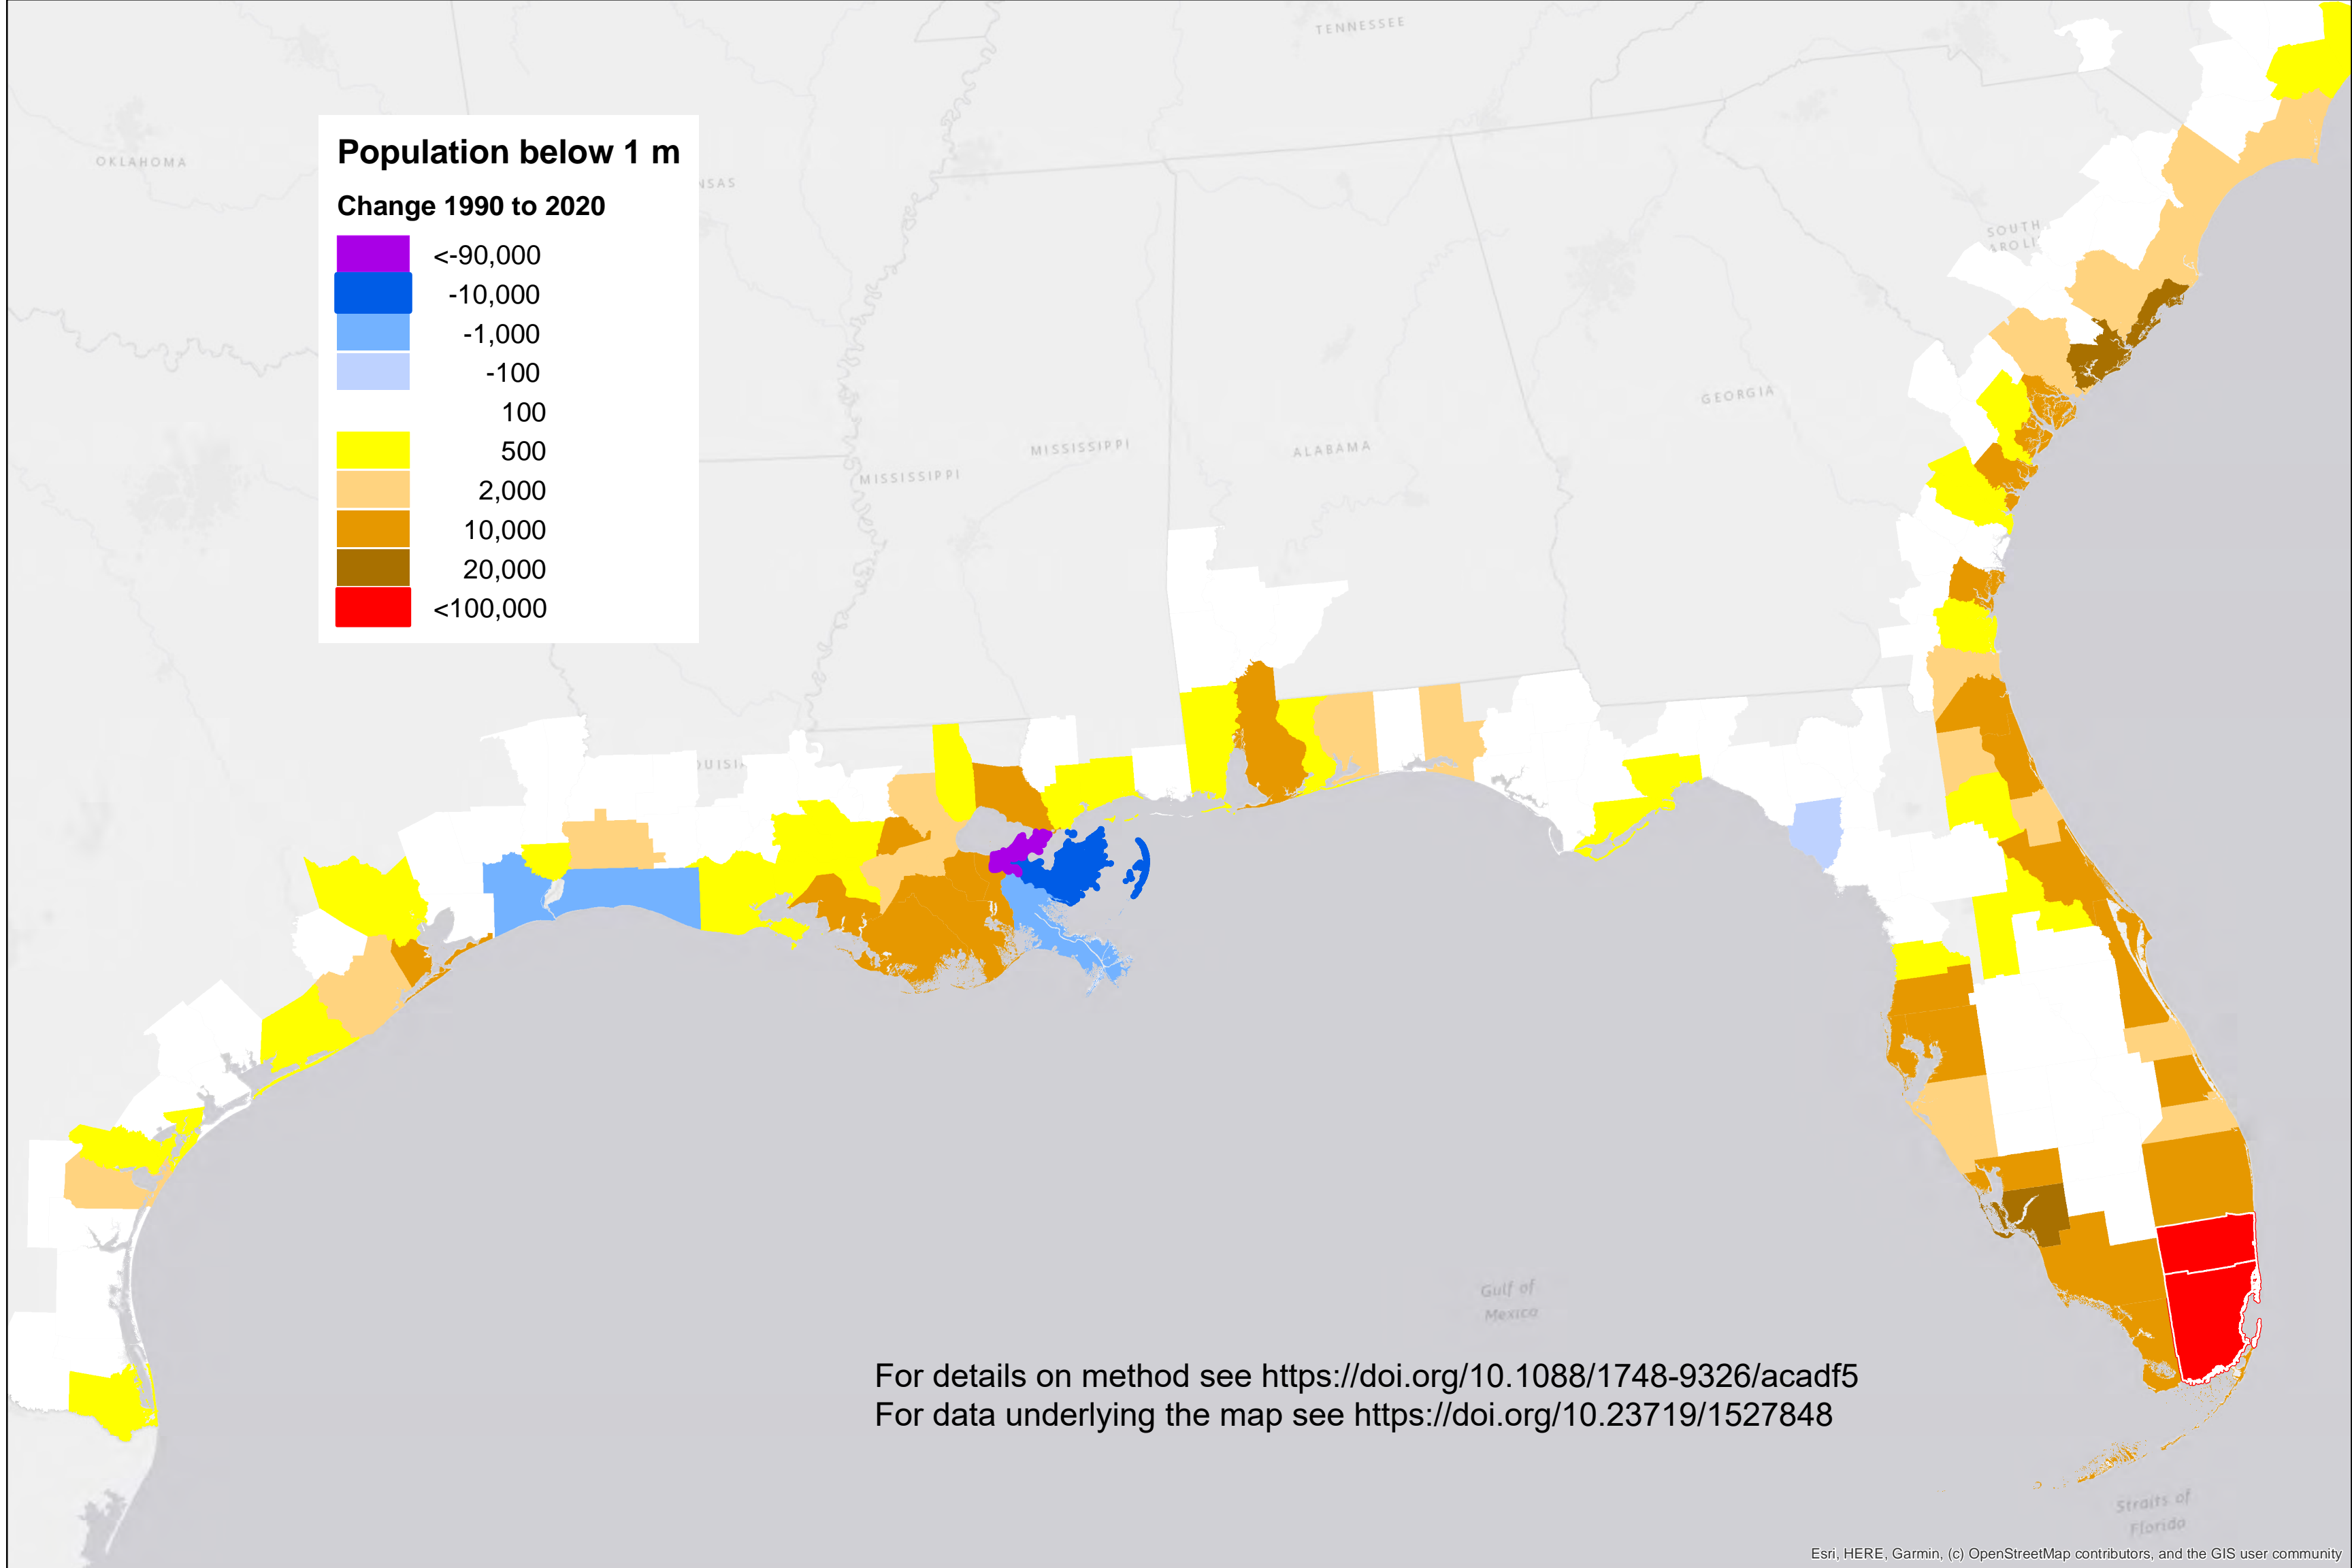 TENNESSEE
OKLAHOMA
NSAS
Population below 1 m
Change 1990 to 2020
<-90,000
-10,000
-1,000
-100
100
500
2,000
10,000
20,000
<100,000
SOUTH
AROLI
GEORGIA
MISSISSIPPI
ALABAMA
MISSISSIPPI
OUISIA
Gulf of
Mexico
For details on method see https://doi.org/10.1088/1748-9326/acadf5
For data underlying the map see https://doi.org/10.23719/1527848
Straits of
Florida
Esri, HERE, Garmin, (c) OpenStreetMap contributors, and the GIS user community